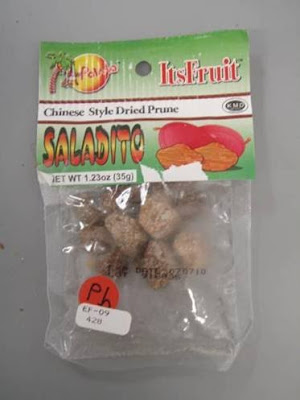 ItsFruit
Chinese Style Dried Prune
SALADITO
NET WT 1.23oz (35g)
Ph
EF-09
428